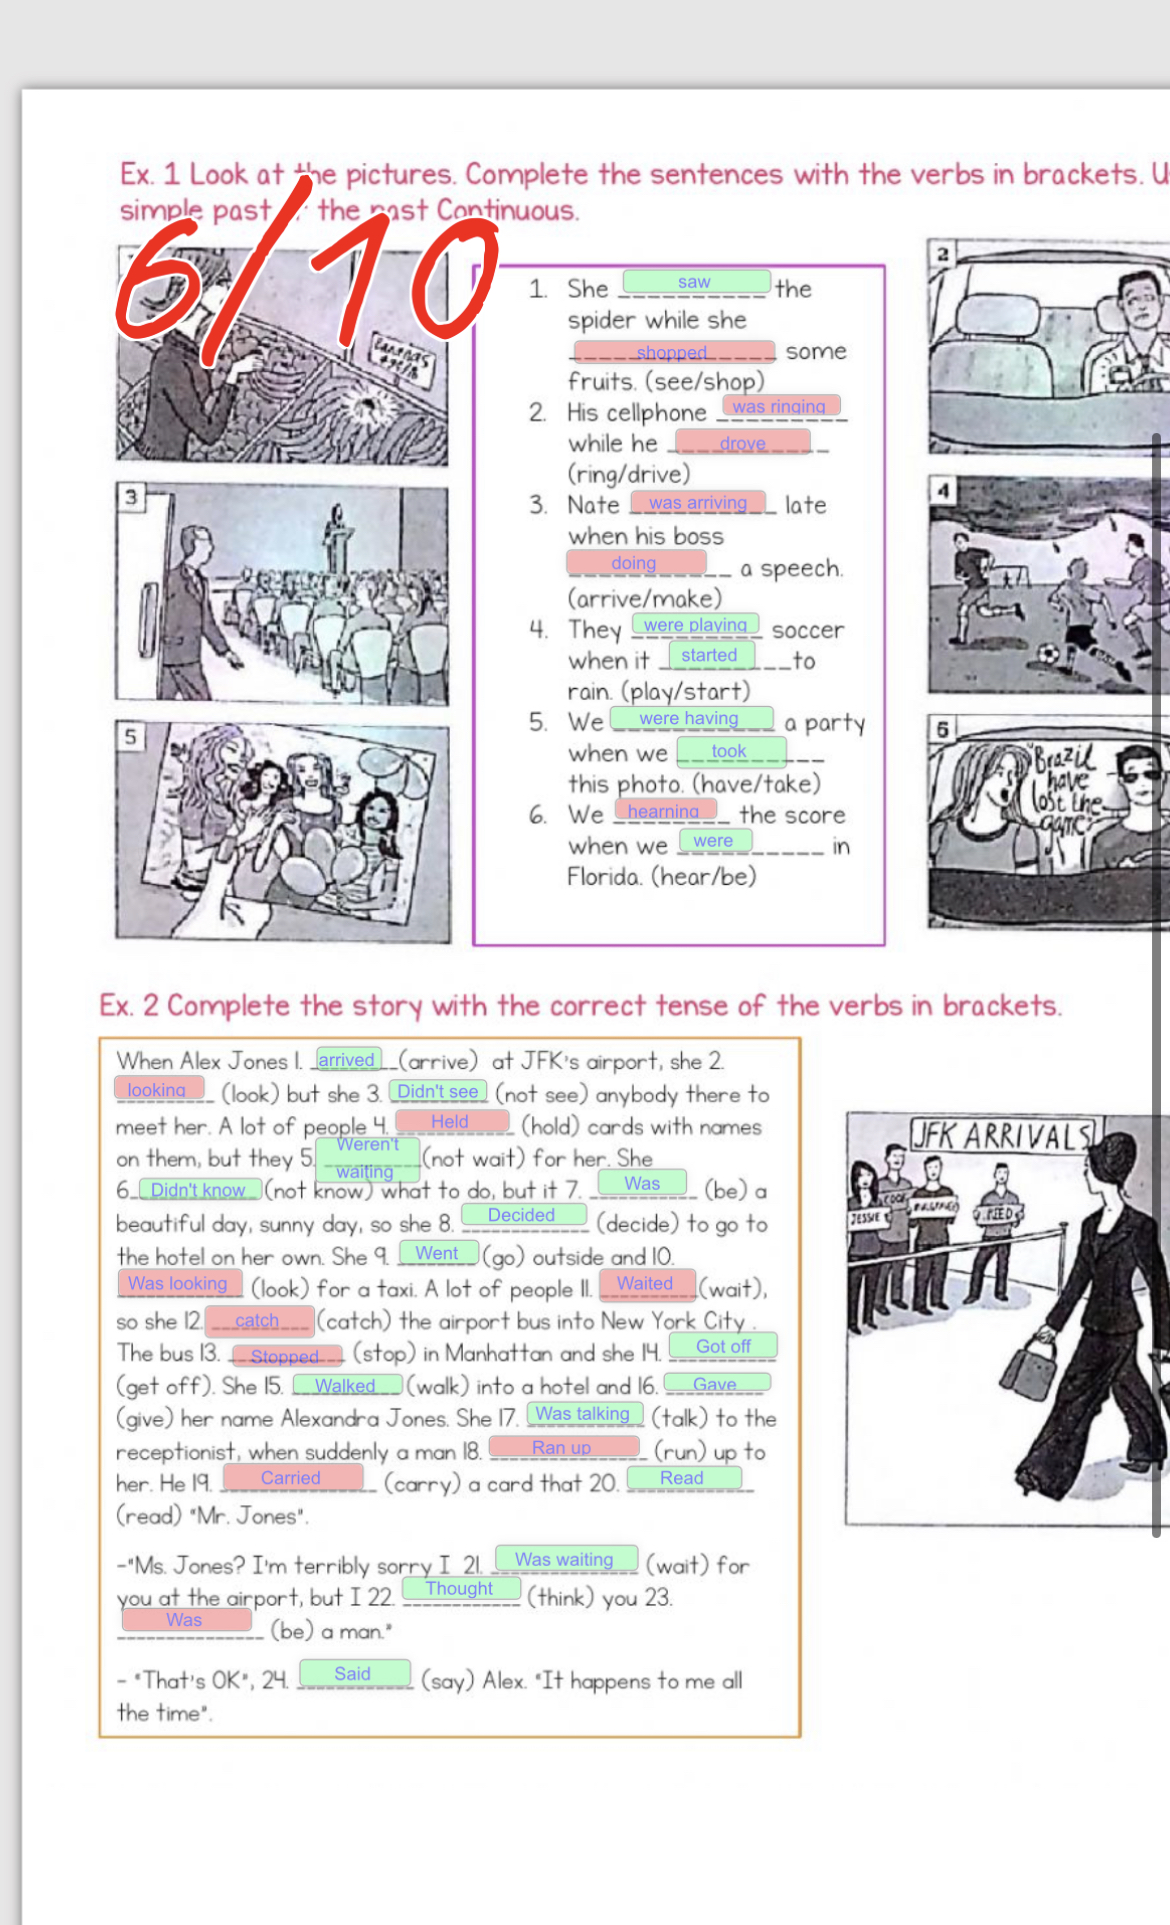 Ex. 1 Look at the pictures. Complete the sentences with the verbs in brackets. U
simple past the past Continuous.
6/10
1. She saw the
spider while she
shopped some
fruits. (see/shop)
2. His cellphone was ringing
while he drove
(ring/drive)
3. Nate was arriving late
when his boss
doing a speech.
(arrive/make)
4. They were playing soccer
when it started to
rain. (play/start)
5. We were having a party
when we took
this photo. (have/take)
6. We hearning the score
when we were in
Florida. (hear/be)
2
3
4
5
6
Brazil
have
lost the
game
Ex. 2 Complete the story with the correct tense of the verbs in brackets.
When Alex Jones 1. arrived (arrive) at JFK's airport, she 2.
looking (look) but she 3. Didn't see (not see) anybody there to
meet her. A lot of people 4. Held (hold) cards with names
on them, but they 5. Weren't waiting (not wait) for her. She
6. Didn't know (not know) what to do, but it 7. Was (be) a
beautiful day, sunny day, so she 8. Decided (decide) to go to
the hotel on her own. She 9. Went (go) outside and 10.
Was looking (look) for a taxi. A lot of people 11. Waited (wait),
so she 12. catch (catch) the airport bus into New York City .
The bus 13. Stopped (stop) in Manhattan and she 14. Got off
(get off). She 15. Walked (walk) into a hotel and 16. Gave
(give) her name Alexandra Jones. She 17. Was talking (talk) to the
receptionist, when suddenly a man 18. Ran up (run) up to
her. He 19. Carried (carry) a card that 20. Read
(read) "Mr. Jones".
-"Ms. Jones? I'm terribly sorry I 21. Was waiting (wait) for
you at the airport, but I 22. Thought (think) you 23.
Was (be) a man."
- "That's OK", 24. Said (say) Alex. "It happens to me all
the time".
JFK ARRIVALS
JESSIE
REED